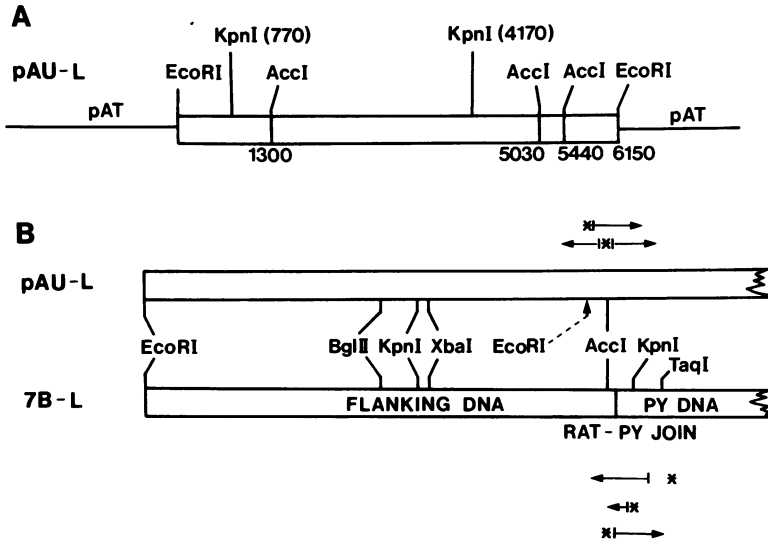 A
KpnI (770) KpnI (4170)
pAU-L EcoRI AccI AccI AccI EcoRI
pAT pAT
1300 5030 5440 6150
B
pAU-L
EcoRI BglII KpnI XbaI EcoRI AccI KpnI
TaqI
7B-L FLANKING DNA PY DNA
RAT-PY JOIN